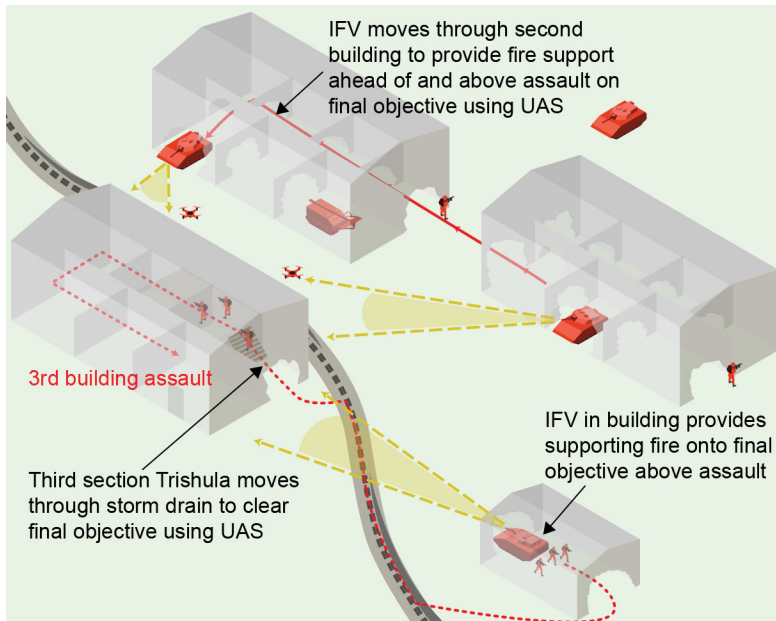 IFV moves through second
building to provide fire support
ahead of and above assault on
final objective using UAS
3rd building assault
IFV in building provides
supporting fire onto final
objective above assault
Third section Trishula moves
through storm drain to clear
final objective using UAS